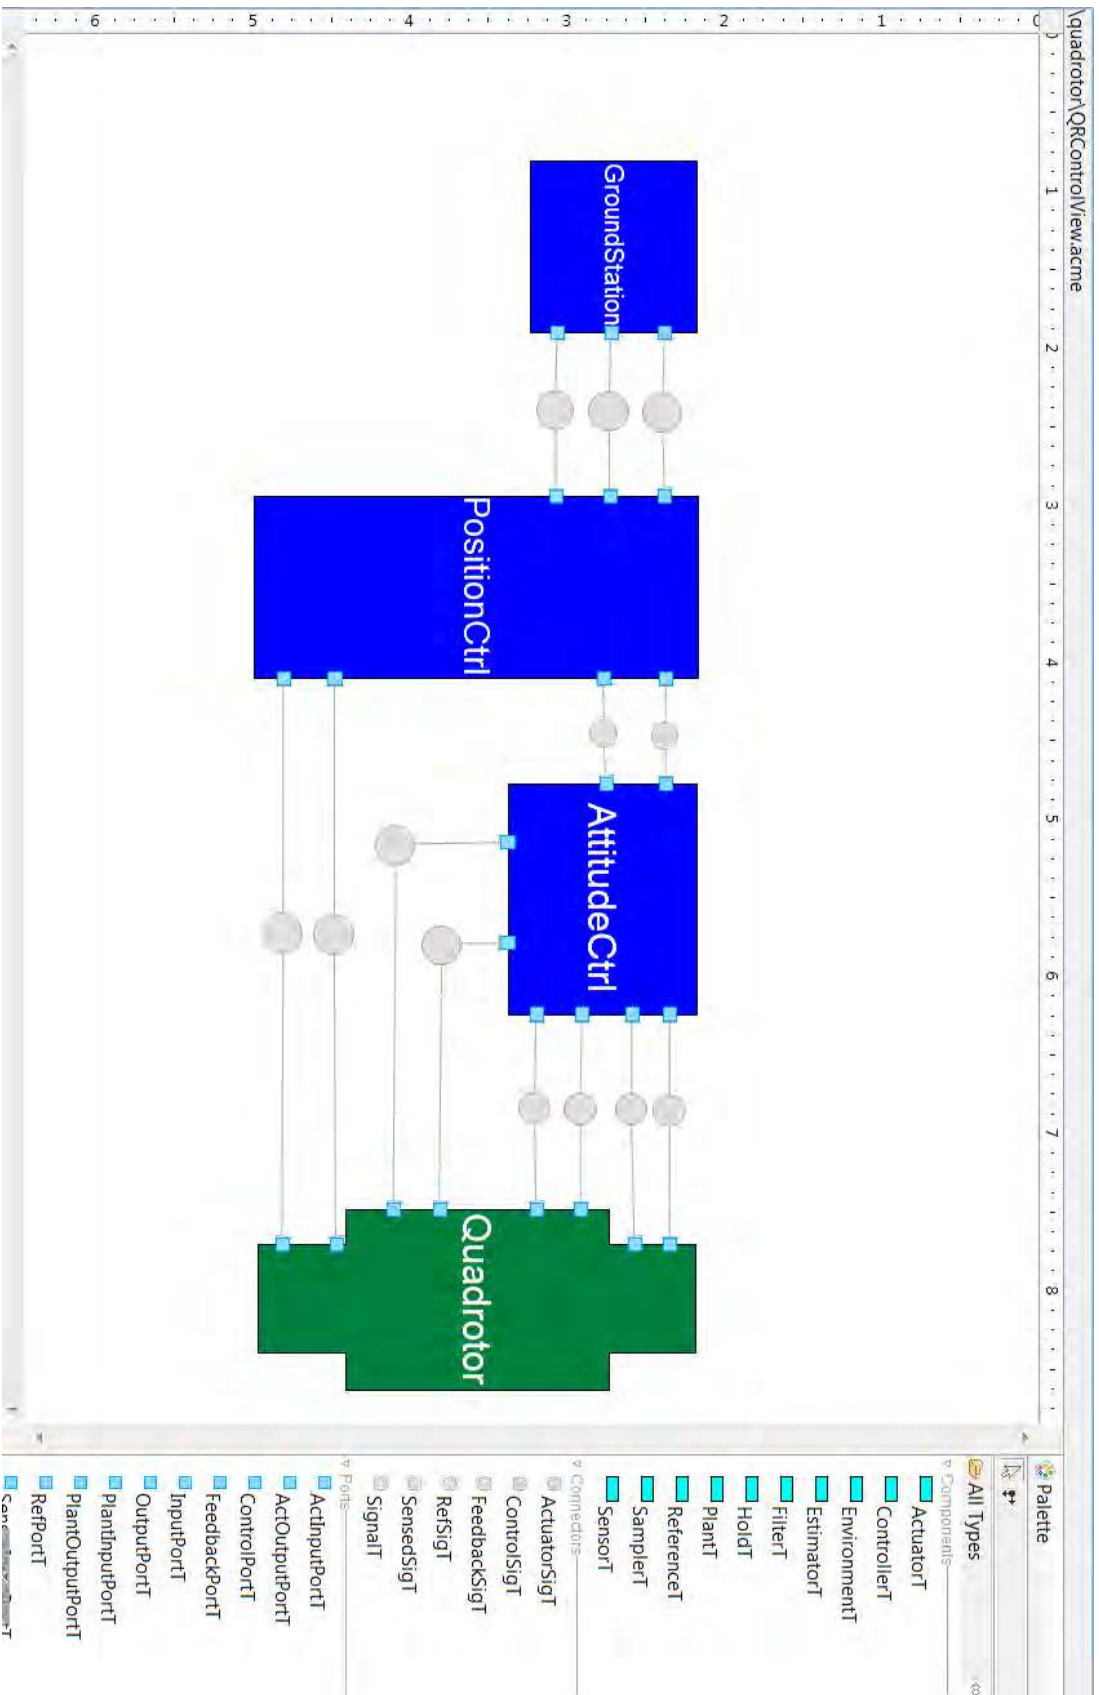 \quadrotor\QRControlView.acme
0 1 2 3 4 5 6 7 8
1
2
3
4
5
6
GroundStation
PositionCtrl
AttitudeCtrl
Quadrotor
Palette
All Types
Components
ActuatorT
ControllerT
EnvironmentT
EstimatorT
FilterT
HoldT
PlantT
ReferenceT
SamplerT
SensorT
Connectors
ActuatorSigT
ControlSigT
FeedbackSigT
RefSigT
SensedSigT
SignalT
Ports
ActInputPortT
ActOutputPortT
ControlPortT
FeedbackPortT
InputPortT
OutputPortT
PlantInputPortT
PlantOutputPortT
RefPortT